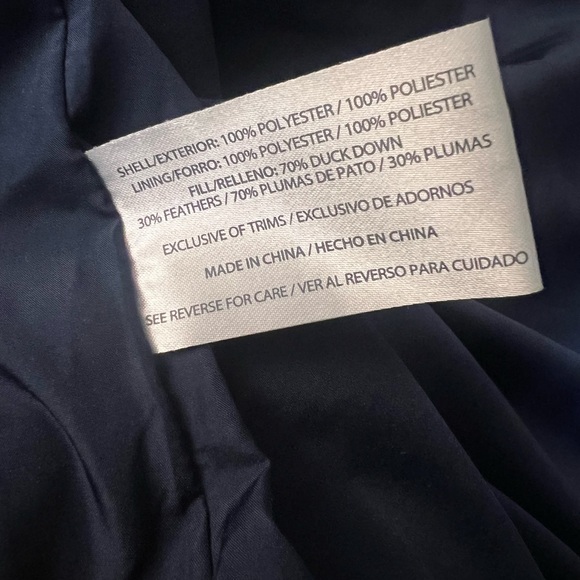 SHELL/EXTERIOR: 100% POLYESTER / 100% POLIESTER
LINING/FORRO: 100% POLYESTER / 100% POLIESTER
FILL/RELLENO: 70% DUCK DOWN
30% FEATHERS / 70% PLUMAS DE PATO / 30% PLUMAS
EXCLUSIVE OF TRIMS / EXCLUSIVO DE ADORNOS
MADE IN CHINA / HECHO EN CHINA
SEE REVERSE FOR CARE / VER AL REVERSO PARA CUIDADO